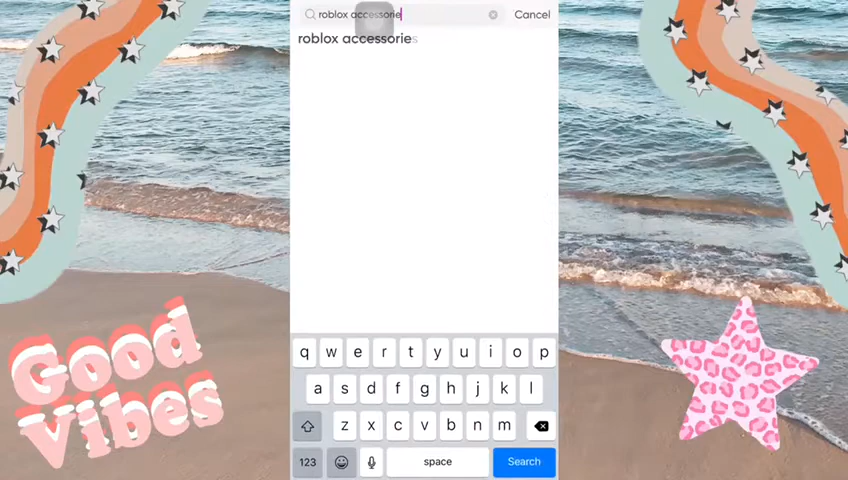 roblox accessorie
Cancel
roblox accessories
q w e r t y u i o p
a s d f g h j k l
z x c v b n m
123
space
Search
Good
Vibes